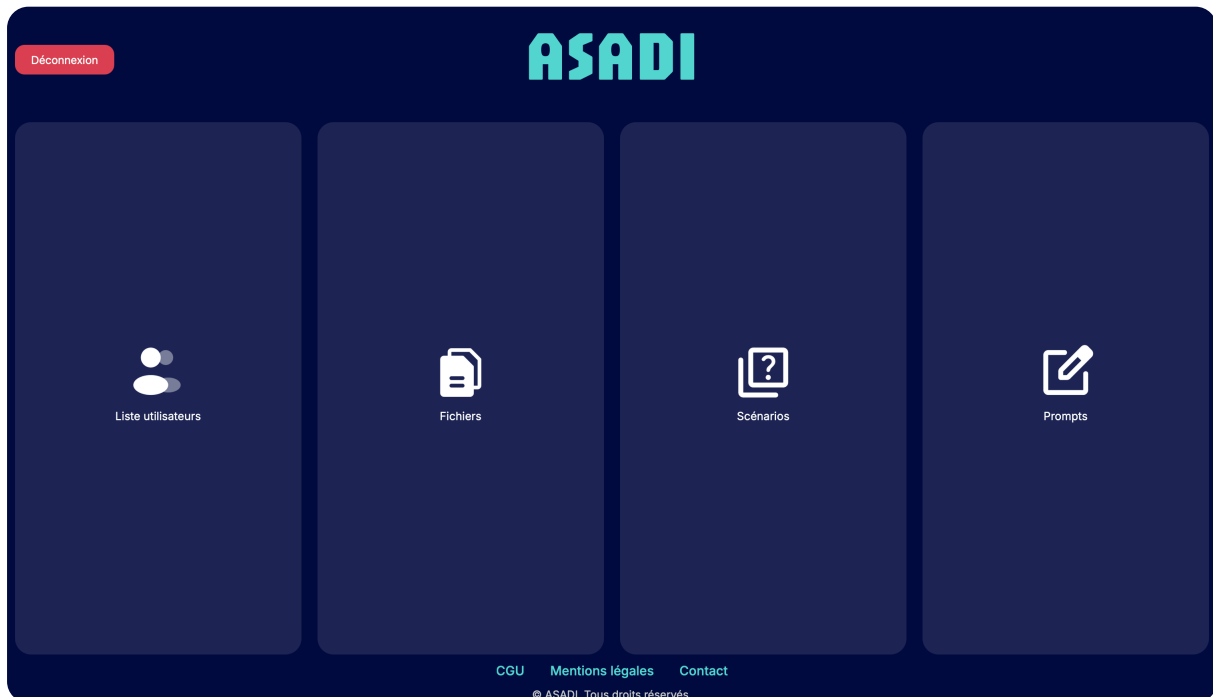 Déconnexion
ASADI
Liste utilisateurs
Fichiers
?
Scénarios
Prompts
CGU Mentions légales Contact
© ASADI. Tous droits réservés